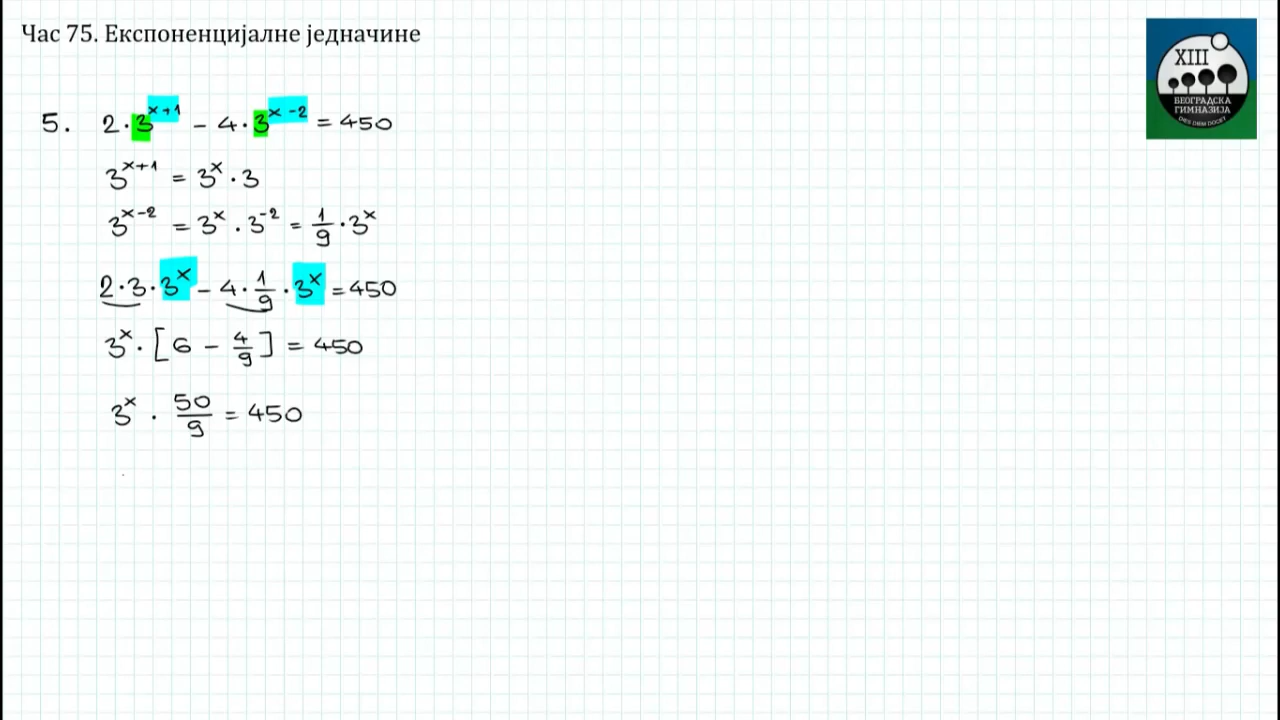 Час 75. Експоненцијалне једначине
XIII
БЕОГРАДСКА
ГИМНАЗИЈА
5. 2·3^(x+1) - 4·3^(x-2) = 450
3^(x+1) = 3^x · 3
3^(x-2) = 3^x · 3^(-2) = 1/9 · 3^x
2·3·3^x - 4·1/9·3^x = 450
3^x · [6 - 4/9] = 450
3^x · 50/9 = 450